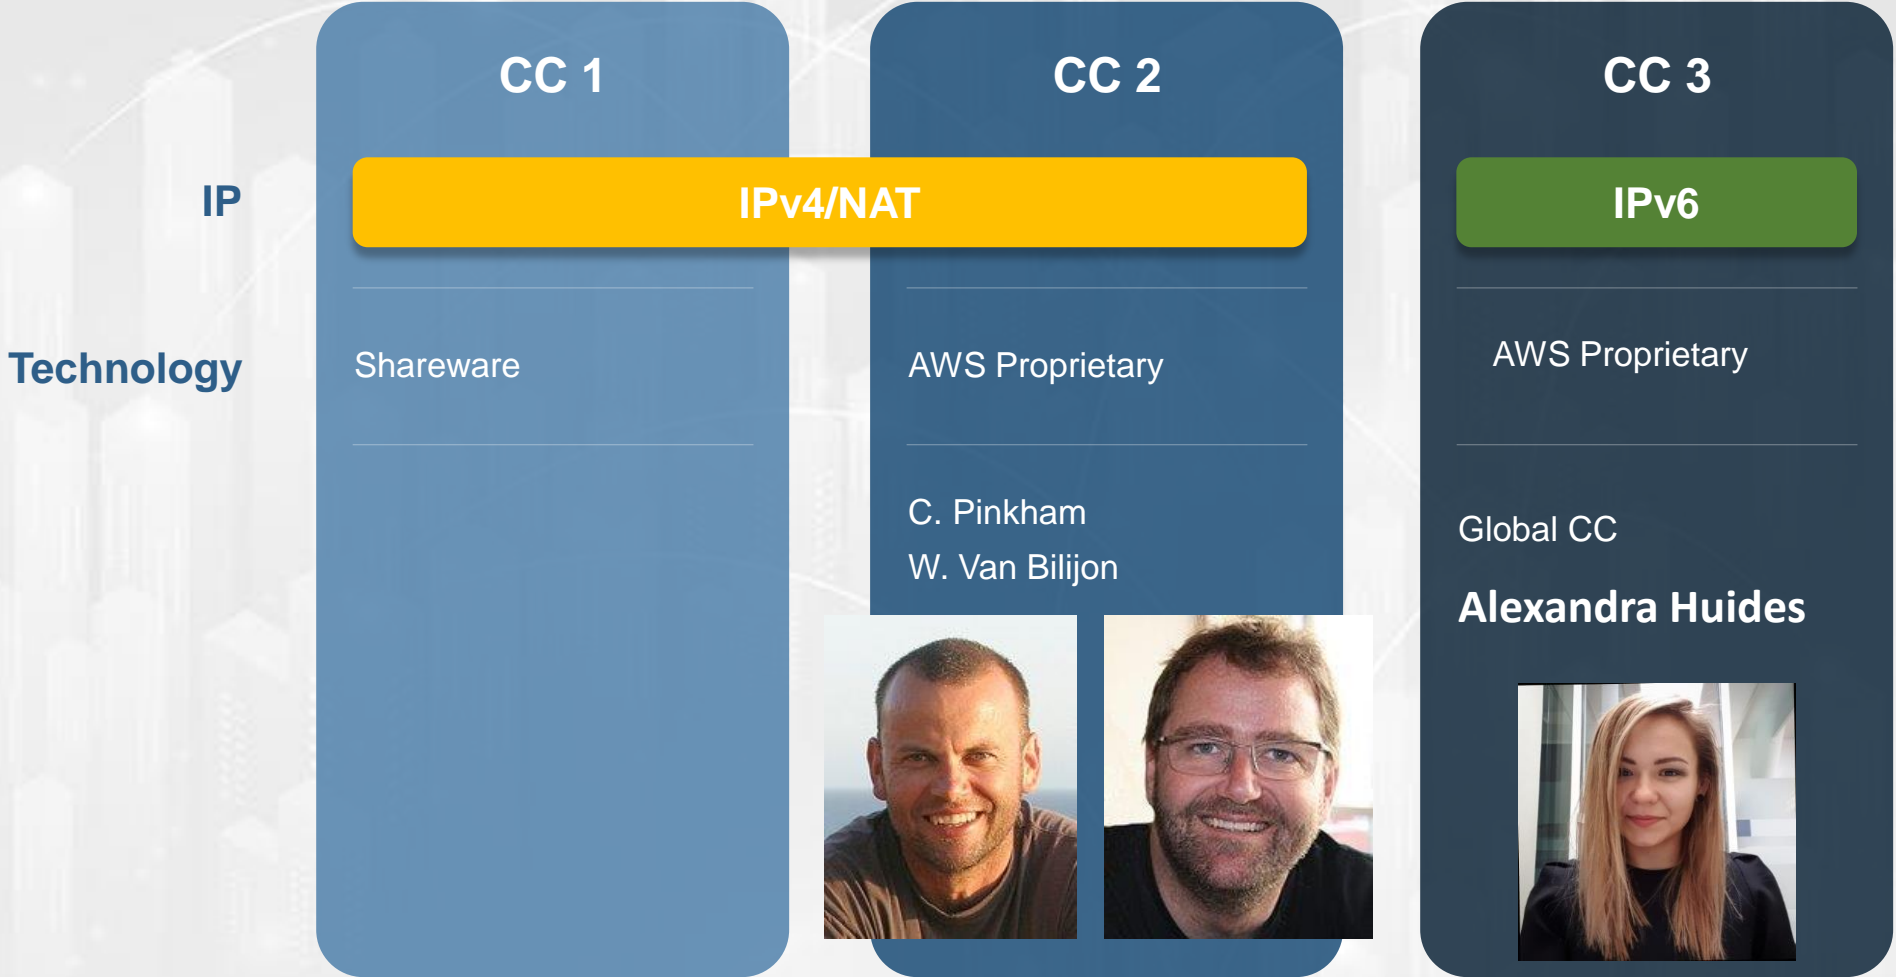 CC 1
CC 2
CC 3
IP
IPv4/NAT
IPv6
Technology
Shareware
AWS Proprietary
AWS Proprietary
C. Pinkham
W. Van Bilijon
Global CC
Alexandra Huides